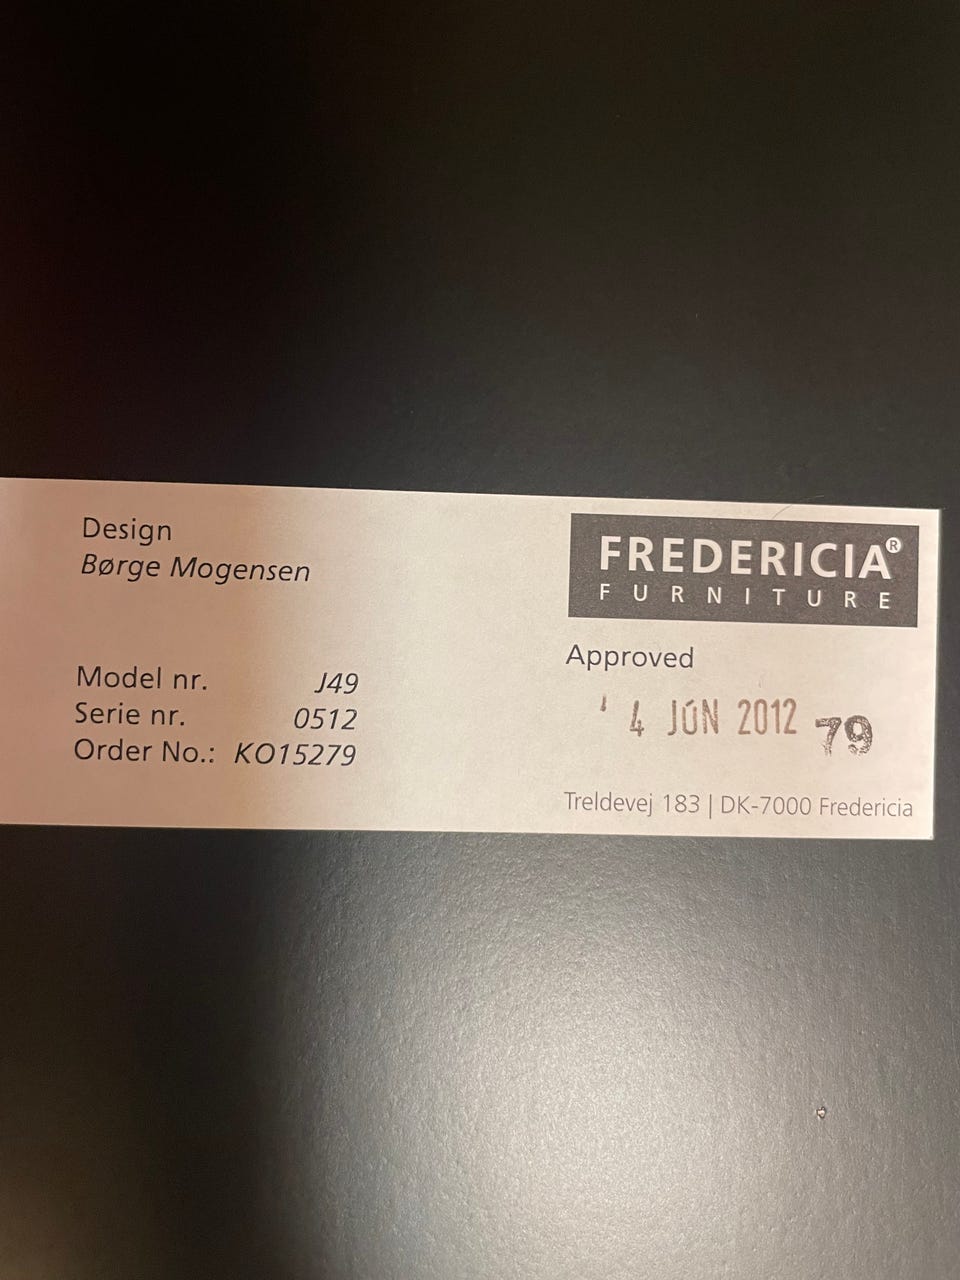 Design
Børge Mogensen
Model nr. J49
Serie nr. 0512
Order No.: KO15279
FREDERICIA®
FURNITURE
Approved
4 JUN 2012 79
Treldevej 183 | DK-7000 Fredericia